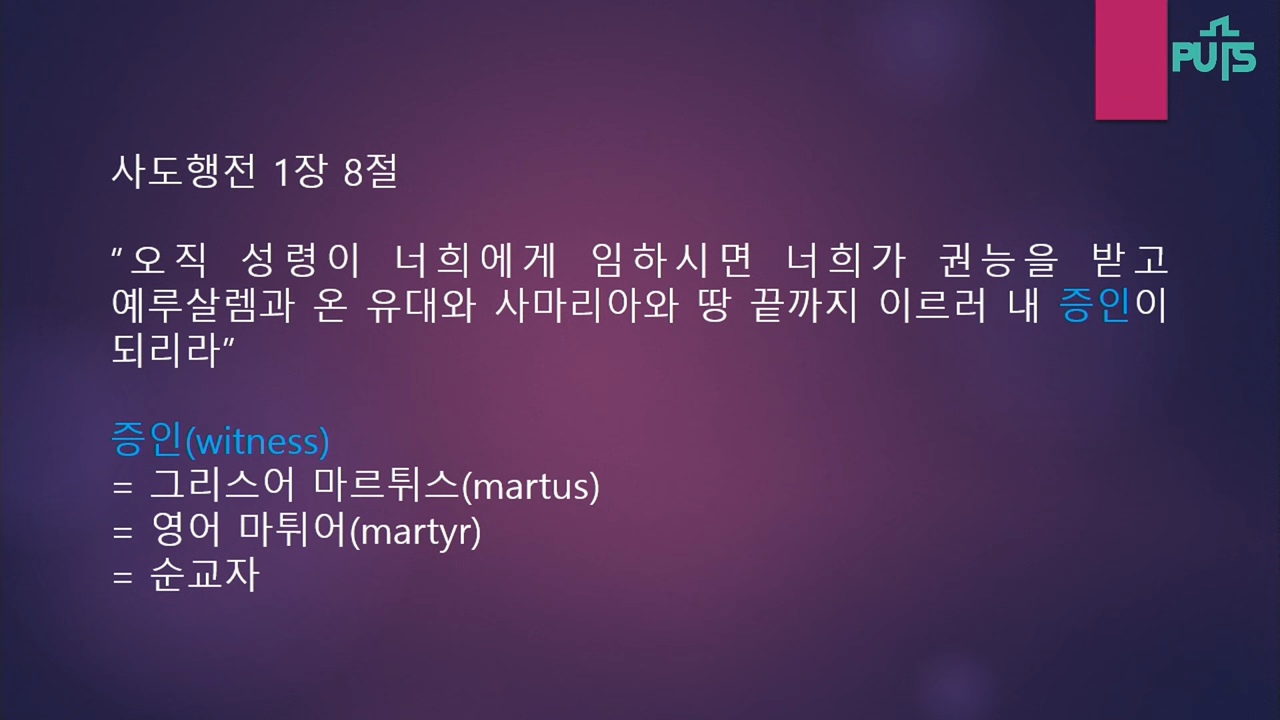 PUTS
사도행전 1장 8절
“오직 성령이 너희에게 임하시면 너희가 권능을 받고
예루살렘과 온 유대와 사마리아와 땅 끝까지 이르러 내 증인이
되리라”
증인(witness)
= 그리스어 마르튀스(martus)
= 영어 마튀어(martyr)
= 순교자